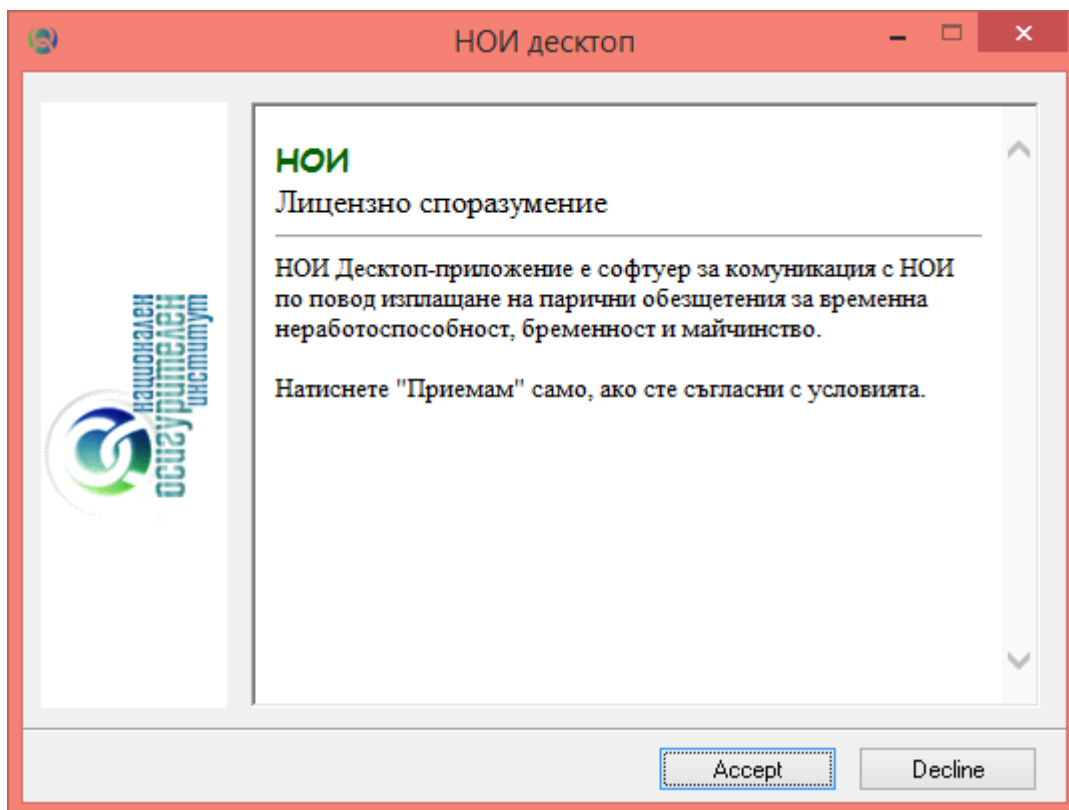 НОИ десктоп
НОИ
Лицензно споразумение
НОИ Десктоп-приложение е софтуер за комуникация с НОИ
по повод изплащане на парични обезщетения за временна
неработоспособност, бременност и майчинство.
Натиснете "Приемам" само, ако сте съгласни с условията.
национален
осигурителен
институт
Accept
Decline